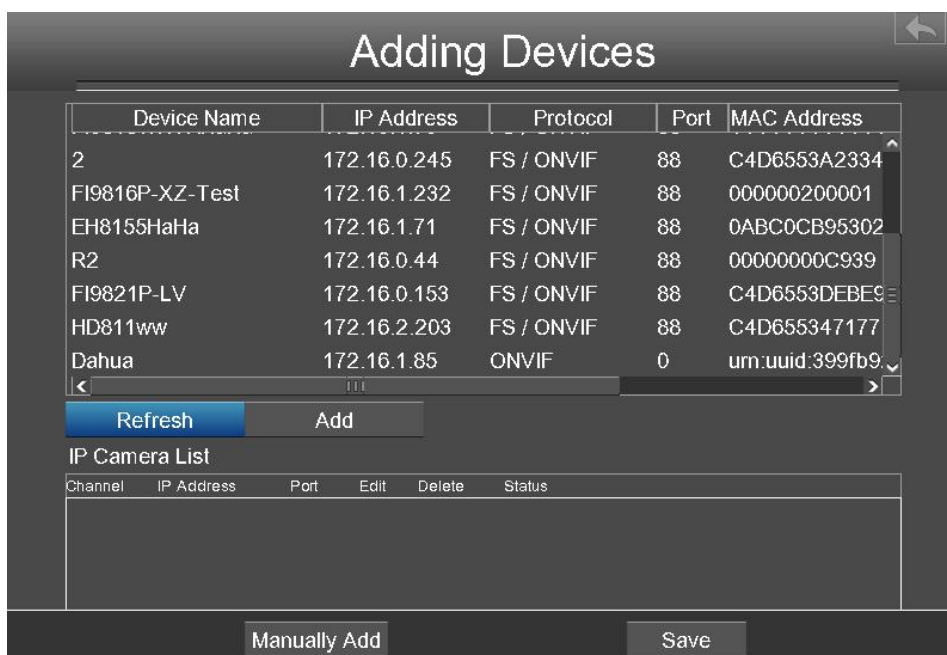 Adding Devices
Device Name IP Address Protocol Port MAC Address
2 172.16.0.245 FS / ONVIF 88 C4D6553A2334
FI9816P-XZ-Test 172.16.1.232 FS / ONVIF 88 000000200001
EH8155HaHa 172.16.1.71 FS / ONVIF 88 0ABC0CB95302
R2 172.16.0.44 FS / ONVIF 88 00000000C939
FI9821P-LV 172.16.0.153 FS / ONVIF 88 C4D6553DEBE9
HD811ww 172.16.2.203 FS / ONVIF 88 C4D655347177
Dahua 172.16.1.85 ONVIF 0 urn:uuid:399fb9
Refresh Add
IP Camera List
Channel IP Address Port Edit Delete Status
Manually Add Save